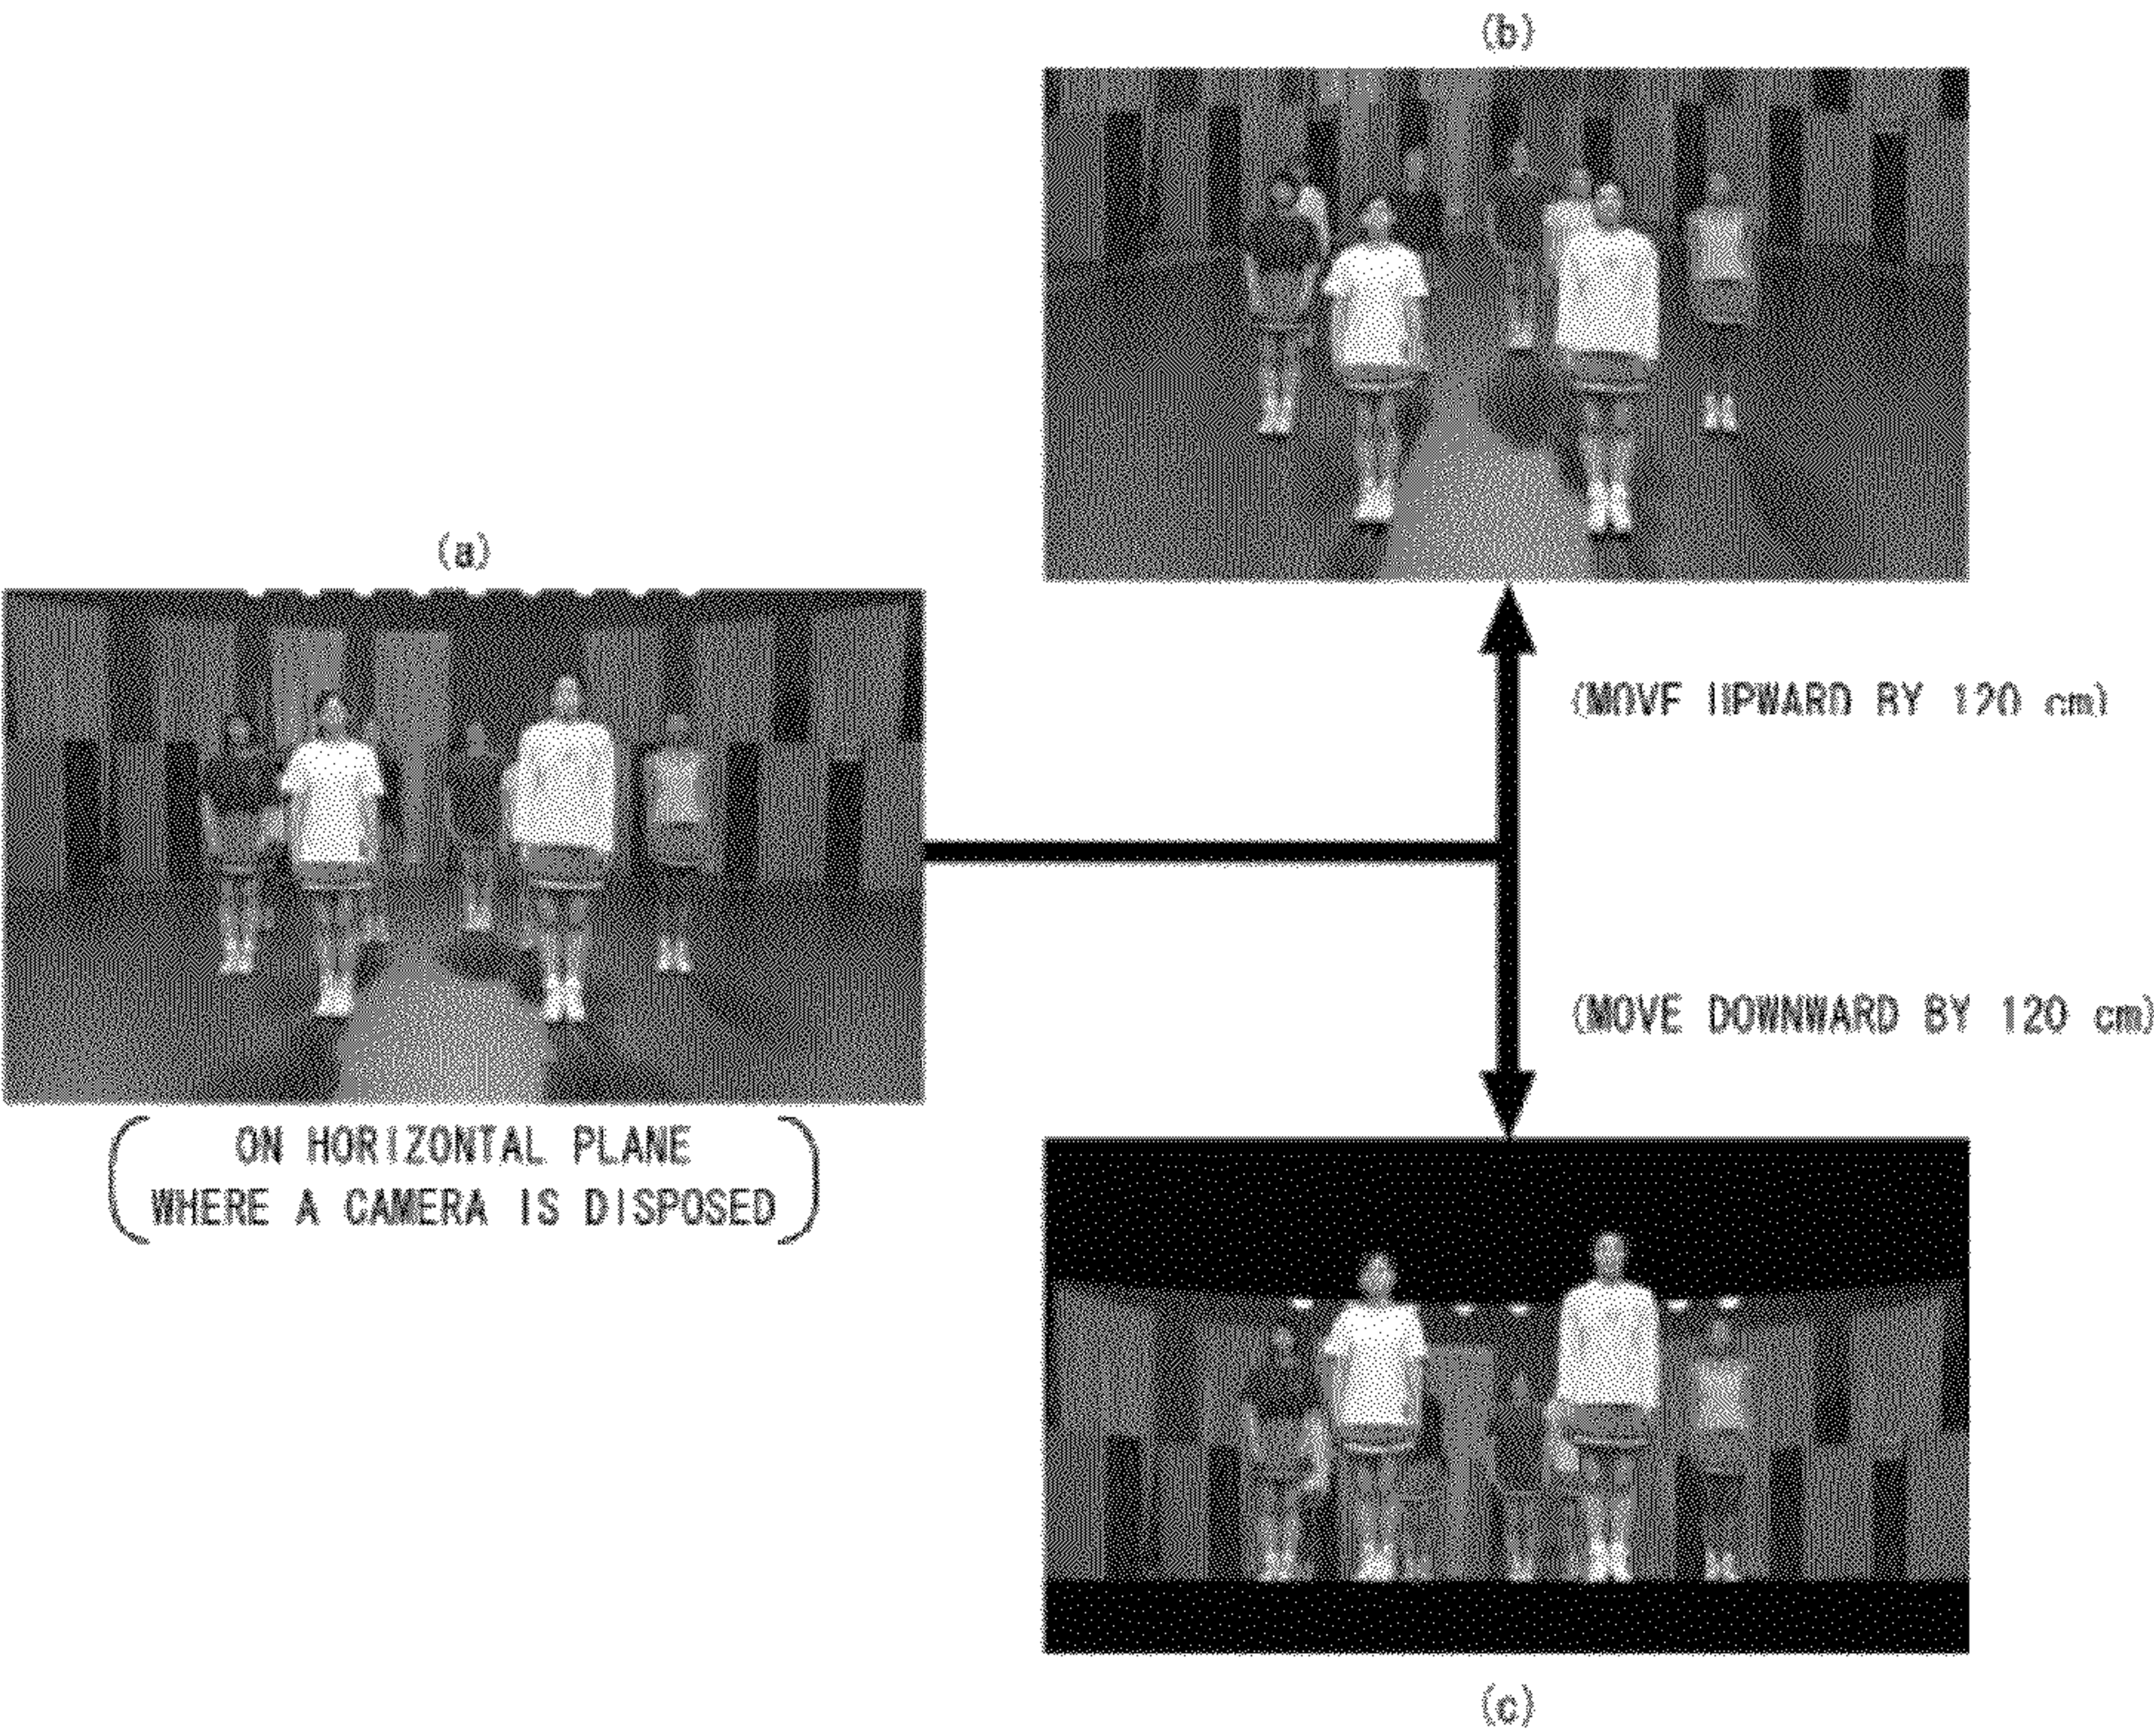 (b)
(a)
(MOVE UPWARD BY 120 cm)
(MOVE DOWNWARD BY 120 cm)
ON HORIZONTAL PLANE
WHERE A CAMERA IS DISPOSED
(c)